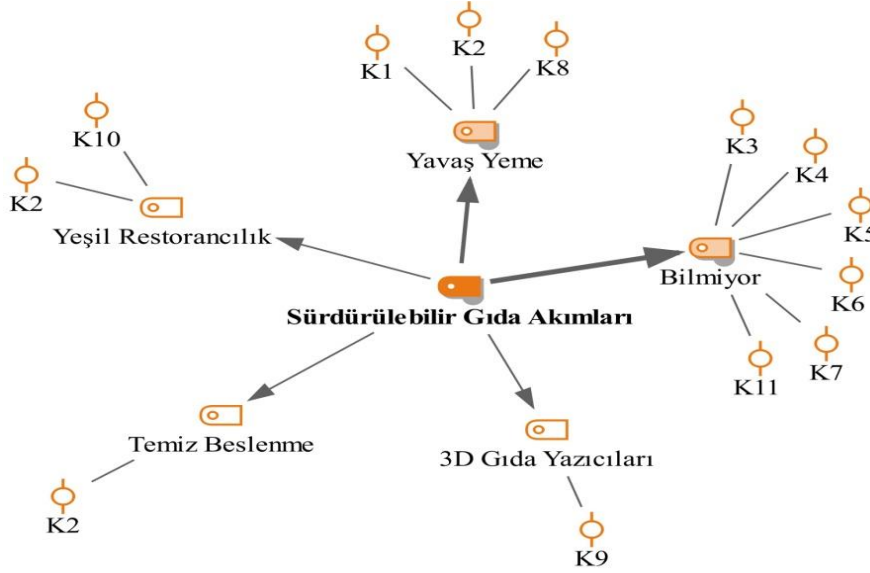 K1
K2
K8
Yavaş Yeme
K10
K2
Yeşil Restorancılık
K3
K4
K5
K6
K7
K11
Bilmiyor
Sürdürülebilir Gıda Akımları
Temiz Beslenme
K2
3D Gıda Yazıcıları
K9